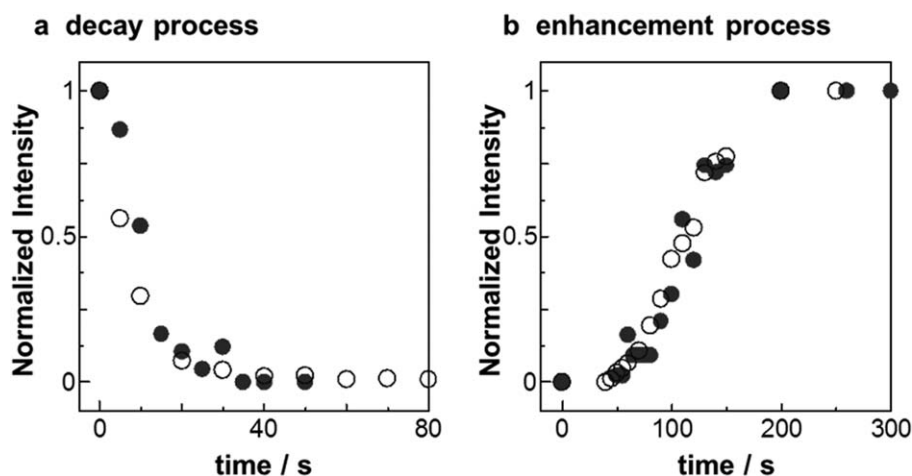 a decay process
b enhancement process
Normalized Intensity
1
0.5
0
0
40
80
time / s
Normalized Intensity
1
0.5
0
0
100
200
300
time / s